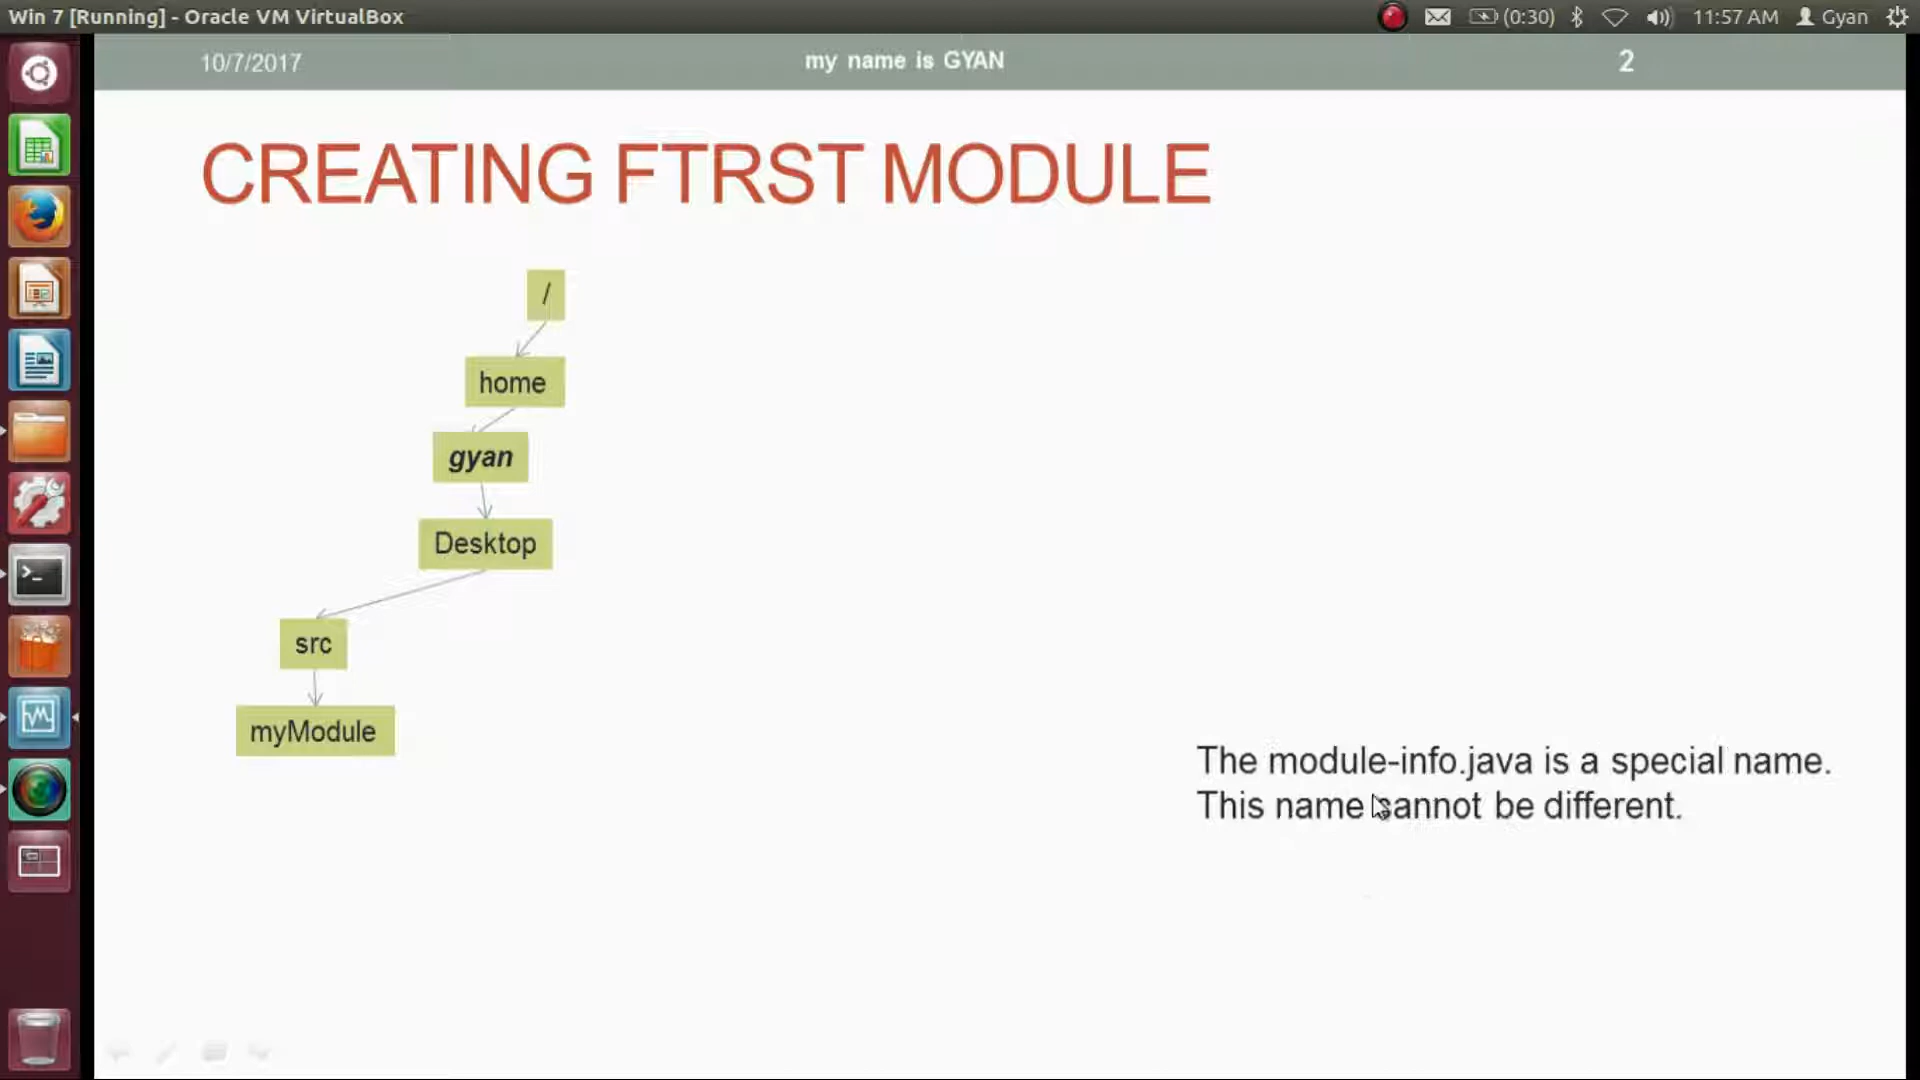 Win 7 [Running] - Oracle VM VirtualBox
(0:30)
11:57 AM
Gyan
10/7/2017
my name is GYAN
2
CREATING FTRST MODULE
/
home
gyan
Desktop
src
myModule
The module-info.java is a special name.
This name cannot be different.